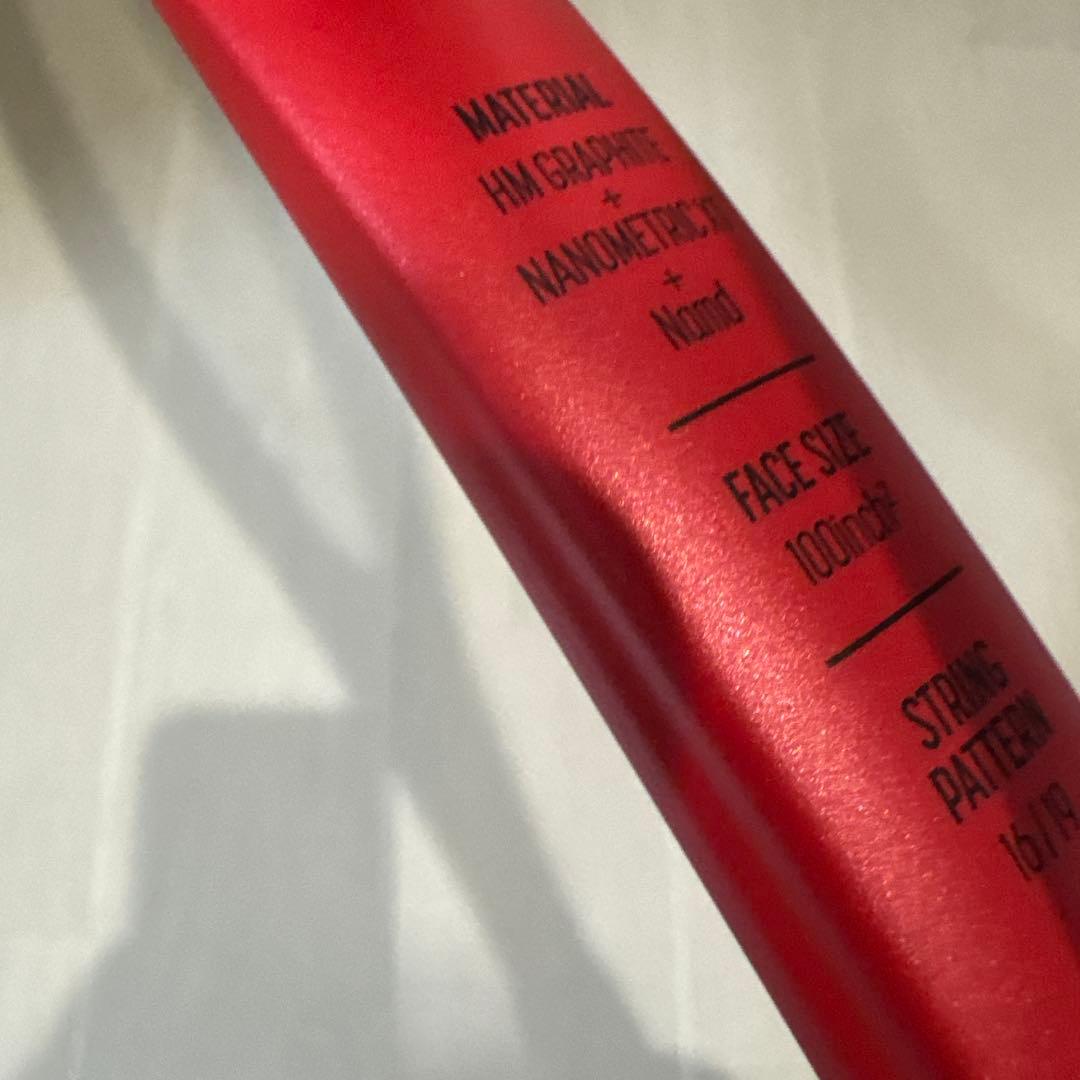 MATERIAL
HM GRAPHITE
+
NANOMETRIC
+
Namd
FACE SIZE
100inch²
STRING
PATTERN
16/19